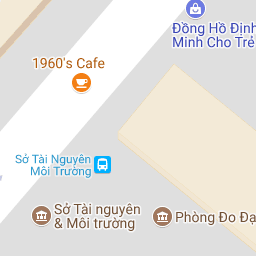 Đồng Hồ Định
Minh Cho Trẻ
1960's Cafe
Sở Tài Nguyên
Môi Trường
Sở Tài nguyên
& Môi trường
Phòng Đo Đạ